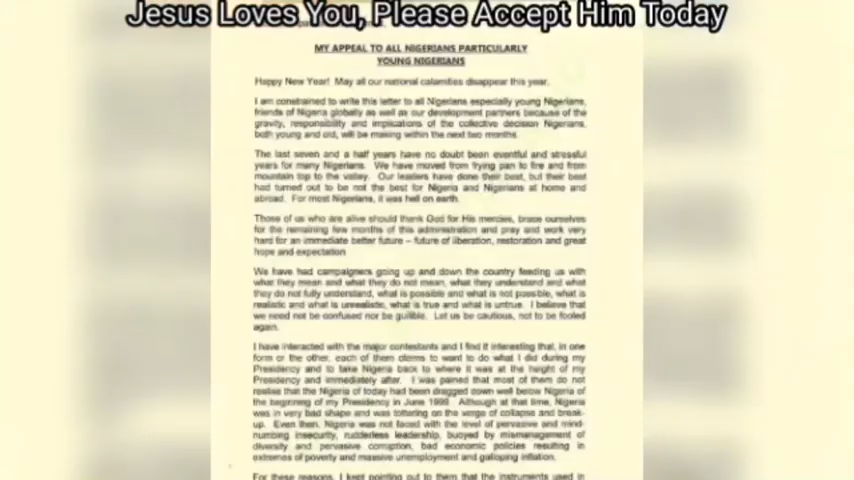 Jesus Loves You, Please Accept Him Today
MY APPEAL TO ALL NIGERIANS PARTICULARLY
YOUNG NIGERIANS
Happy New Year! May all our national calamities disappear this year.
I am constrained to write this letter to all Nigerians especially young Nigerians,
friends of Nigeria globally as well as our development partners because of the
gravity, responsibility and implications of the collective decision Nigerians,
both young and old, will be making within the next two months.
The last seven and a half years have no doubt been eventful and stressful
years for many Nigerians. We have moved from frying pan to fire and from
mountain top to the valley. Our leaders have done their best, but their best
had turned out to be not the best for Nigeria and Nigerians at home and
abroad. For most Nigerians, it was hell on earth.
Those of us who are alive should thank God for His mercies, brace ourselves
for the remaining few months of this administration and pray and work very
hard for an immediate better future – future of liberation, restoration and great
hope and expectation
We have had campaigners going up and down the country feeding us with
what they mean and what they do not mean, what they understand and what
they do not fully understand, what is possible and what is not possible, what is
realistic and what is unrealistic, what is true and what is untrue. I believe that
we need not be confused nor be gullible. Let us be cautious, not to be fooled
again.
I have interacted with the major contestants and I find it interesting that, in one
form or the other, each of them claims to want to do what I did during my
Presidency and to take Nigeria back to where it was at the height of my
Presidency and immediately after. I was pained that most of them do not
realise that the Nigeria of today had been dragged down well below Nigeria of
the beginning of my Presidency in June 1999. Although at that time, Nigeria
was in very bad shape and was tottering on the verge of collapse and break-
up. Even then, Nigeria was not faced with the level of pervasive and mind-
numbing insecurity, rudderless leadership, buoyed by mismanagement of
diversity and pervasive corruption, bad economic policies resulting in
extremes of poverty and massive unemployment and galloping inflation.
For these reasons, I kept pointing out to them that the instruments used in